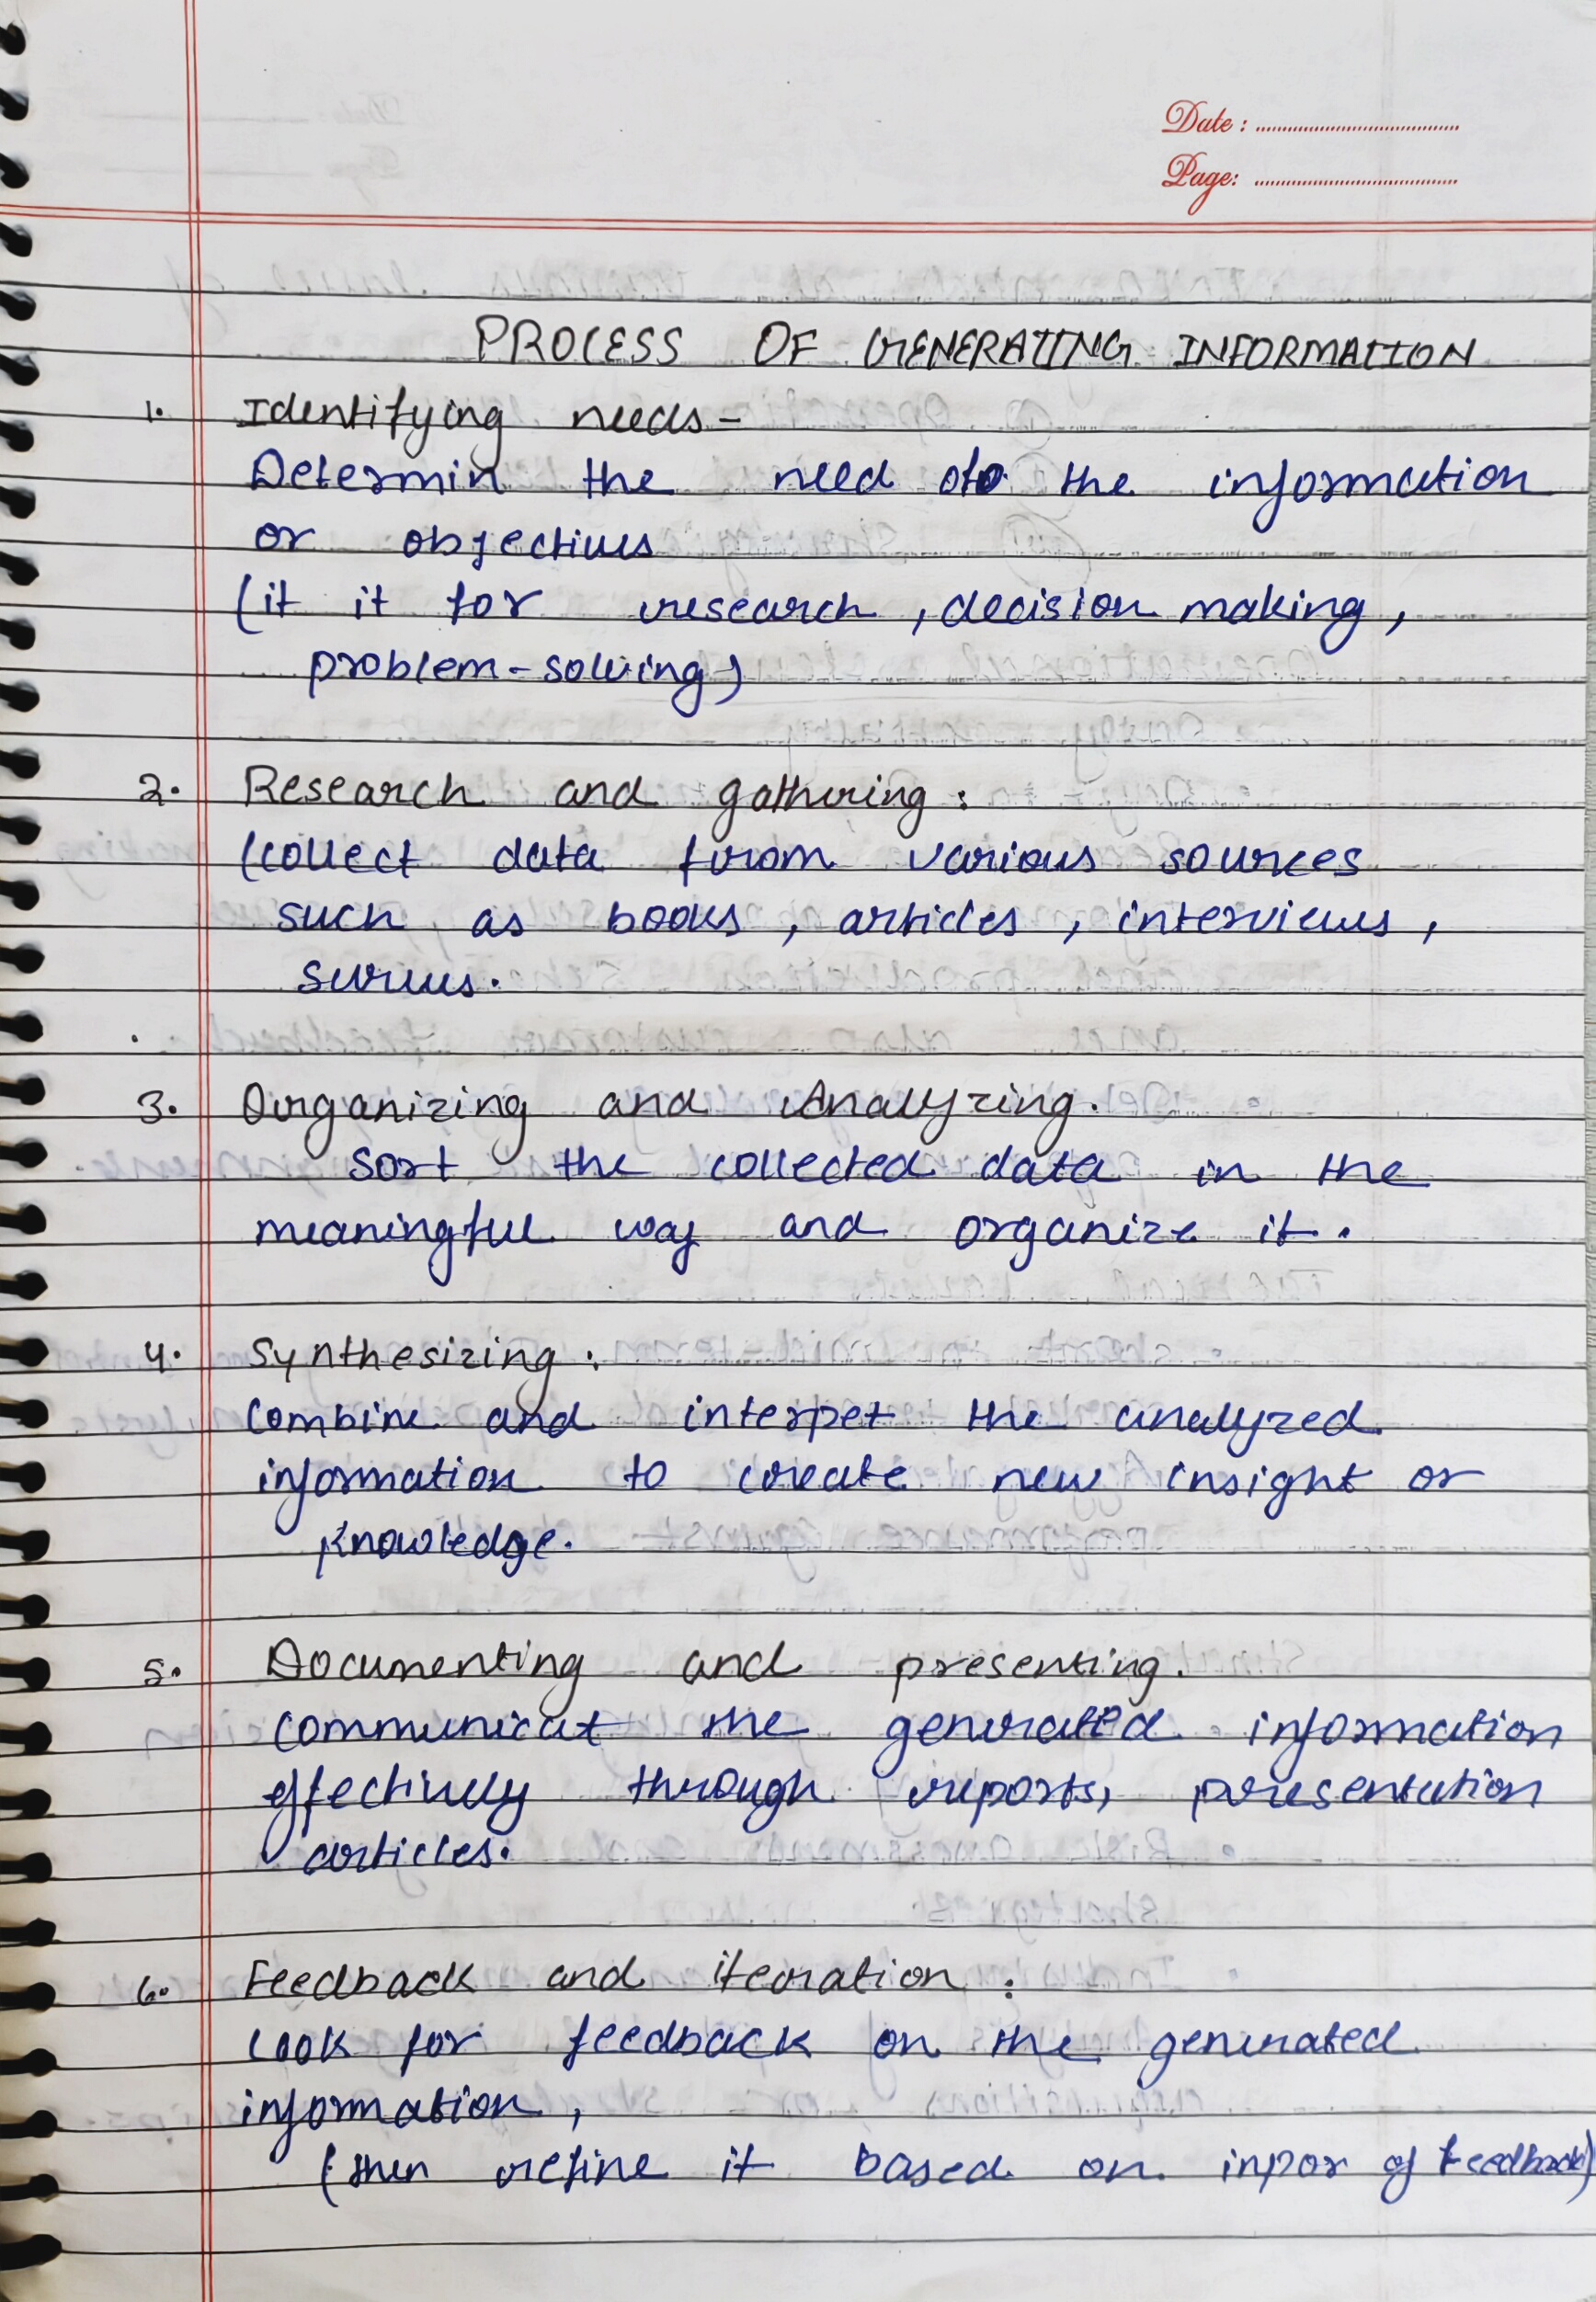 Date :
Page:
PROCESS OF GENERATING INFORMATION
1. Identifying needs -
Determin the need of the information
or objectives
(it it for research , decision making ,
problem - solving)
2. Research and gathering :
(collect data from various sources
such as books , articles , interviews ,
surves.
3. Organizing and Analyzing.
Sort the collected data in the
meaningful way and organize it .
4. Synthesizing :
Combine and interpet the analyzed
information to create new insight or
knowledge.
5. Documenting and presenting.
communicat the generated information
effectively through reports, presentation
articles.
6. Feedback and iteration :
Look for feedback on the generated
information ,
(then refine it based on of feedback)